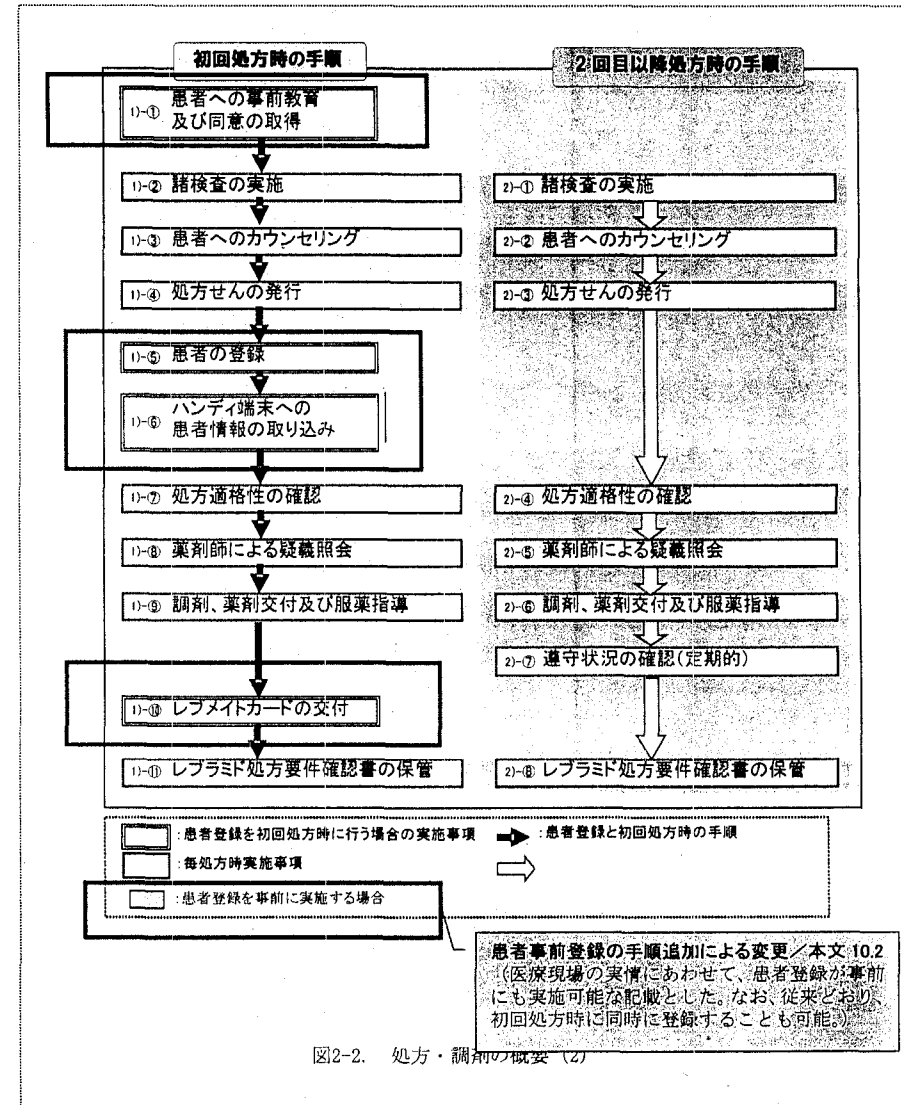 初回処方時の手順
1)-① 患者への事前教育
及び同意の取得
1)-② 諸検査の実施
1)-③ 患者へのカウンセリング
1)-④ 処方せんの発行
1)-⑤ 患者の登録
1)-⑥ ハンディ端末への
患者情報の取り込み
1)-⑦ 処方適格性の確認
1)-⑧ 薬剤師による疑義照会
1)-⑨ 調剤、薬剤交付及び服薬指導
1)-⑩ レブメイトカードの交付
1)-⑪ レブラミド処方要件確認書の保管
2回目以降処方時の手順
2)-① 諸検査の実施
2)-② 患者へのカウンセリング
2)-③ 処方せんの発行
2)-④ 処方適格性の確認
2)-⑤ 薬剤師による疑義照会
2)-⑥ 調剤、薬剤交付及び服薬指導
2)-⑦ 遵守状況の確認(定期的)
2)-⑧ レブラミド処方要件確認書の保管
:患者登録を初回処方時に行う場合の実施事項
:患者登録と初回処方時の手順
:毎処方時実施事項
:患者登録を事前に実施する場合
患者事前登録の手順追加による変更/本文 10.2
(医療現場の実情にあわせて、患者登録が事前
にも実施可能な記載とした。なお、従来どおり、
初回処方時に同時に登録することも可能。)
図2-2. 処方・調剤の概要 (2)